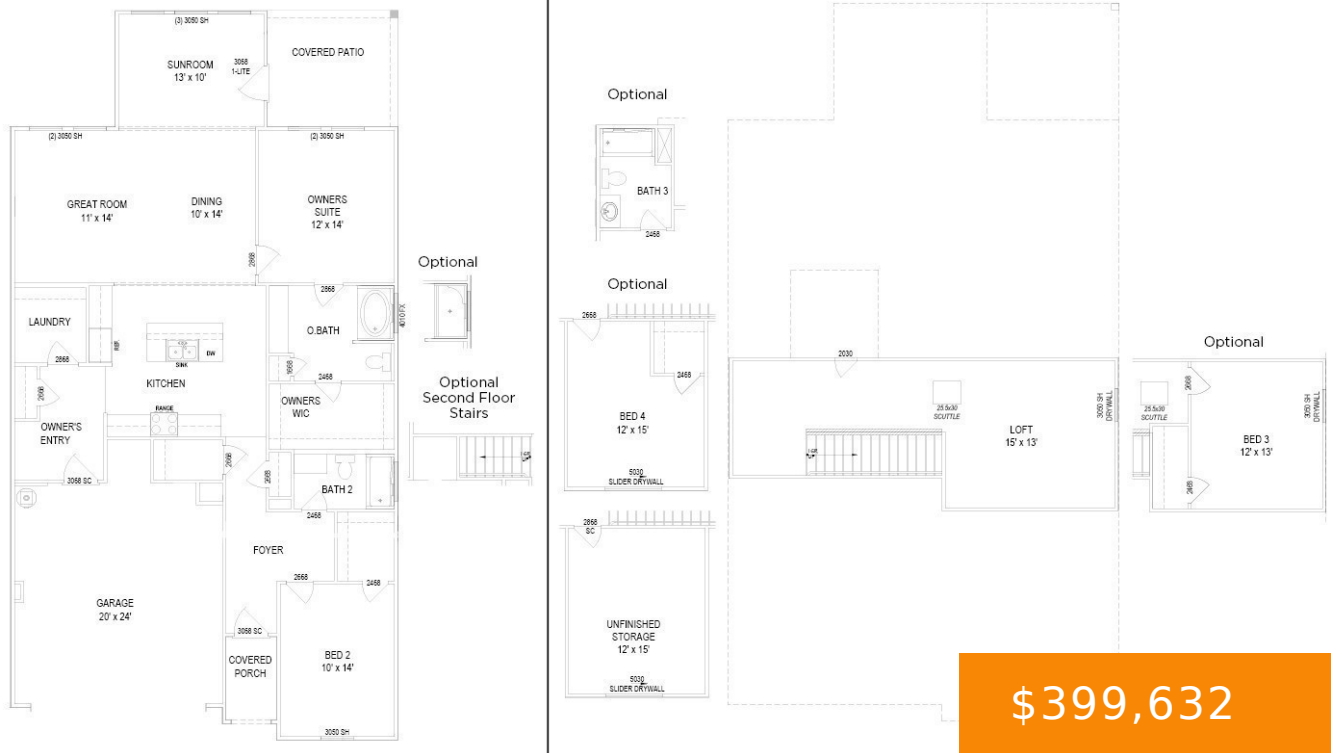 (3) 3050 SH
SUNROOM
13' x 10'
3068
1-LITE
COVERED PATIO
(2) 3050 SH
(2) 3050 SH
GREAT ROOM
11' x 14'
DINING
10' x 14'
OWNERS
SUITE
12' x 14'
2868
Optional
LAUNDRY
2868
REF.
SINK
DW
KITCHEN
RANGE
2868
O.BATH
4010 FX
1668
2468
OWNERS
WIC
Optional
Second Floor
Stairs
2668
OWNER'S
ENTRY
3068 SC
2668
2668
BATH 2
2468
FOYER
2668
2468
GARAGE
20' x 24'
3068 SC
COVERED
PORCH
BED 2
10' x 14'
3050 SH
Optional
BATH 3
2468
Optional
2668
2468
BED 4
12' x 15'
5030
SLIDER DRYWALL
2868
SC
UNFINISHED
STORAGE
12' x 15'
5030
SLIDER DRYWALL
2030
25.5x30
SCUTTLE
LOFT
15' x 13'
3050 SH
DRYWALL
Optional
2668
25.5x30
SCUTTLE
BED 3
12' x 13'
3050 SH
DRYWALL
2468
$399,632